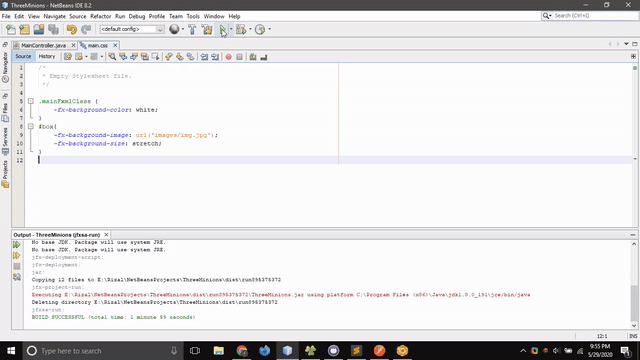 ThreeMinions - NetBeans IDE 8.2
File Edit View Navigate Source Refactor Run Debug Profile Team Tools Window Help
Search (Ctrl+I)
<default config>
MainController.java main.css
Source History
1 /*
2 * Empty Stylesheet file.
3 */
4
5 .mainFxmlClass {
6 -fx-background-color: white;
7 }
8 #box{
9 -fx-background-image: url('images/img.jpg');
10 -fx-background-size: stretch;
11 }
12
Navigator
Files
Services
Projects
Output - ThreeMinions (jfxsa-run)
No base JDK. Package will use system JRE.
No base JDK. Package will use system JRE.
jfx-deployment-script:
jfx-deployment:
jar:
Copying 12 files to E:\Rizal\NetBeansProjects\ThreeMinions\dist\run895375372
jfx-project-run:
Executing E:\Rizal\NetBeansProjects\ThreeMinions\dist\run895375372\ThreeMinions.jar using platform C:\Program Files (x86)\Java\jdk1.8.0_191\jre/bin/java
Deleting directory E:\Rizal\NetBeansProjects\ThreeMinions\dist\run895375372
jfxsa-run:
BUILD SUCCESSFUL (total time: 1 minute 59 seconds)
12:1 INS
Type here to search
9:55 PM
5/29/2020